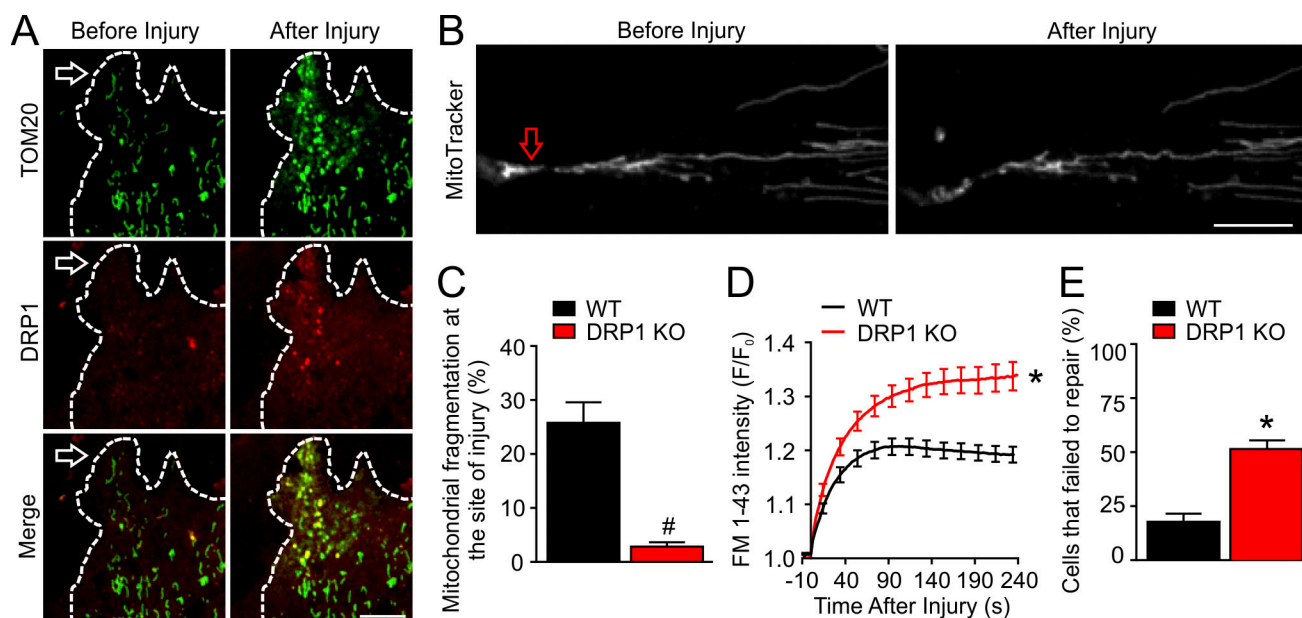 A
Before Injury
After Injury
TOM20
DRP1
Merge
B
Before Injury
After Injury
MitoTracker
C
WT
DRP1 KO
Mitochondrial fragmentation at
the site of injury (%)
40
30
20
10
0
#
D
WT
DRP1 KO
FM 1-43 intensity (F/F₀)
1.4
1.3
1.2
1.1
1.0
*
-10 40 90 140 190 240
Time After Injury (s)
E
WT
DRP1 KO
Cells that failed to repair (%)
100
75
50
25
0
*